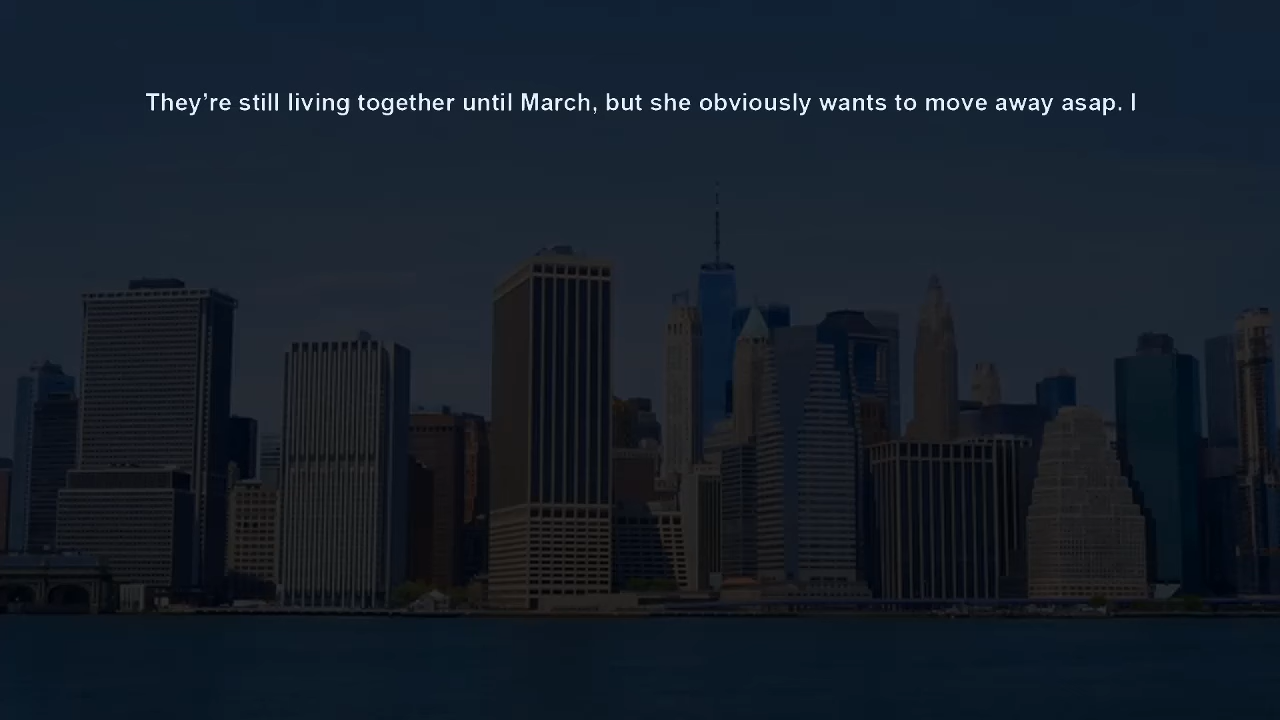 They’re still living together until March, but she obviously wants to move away asap. I